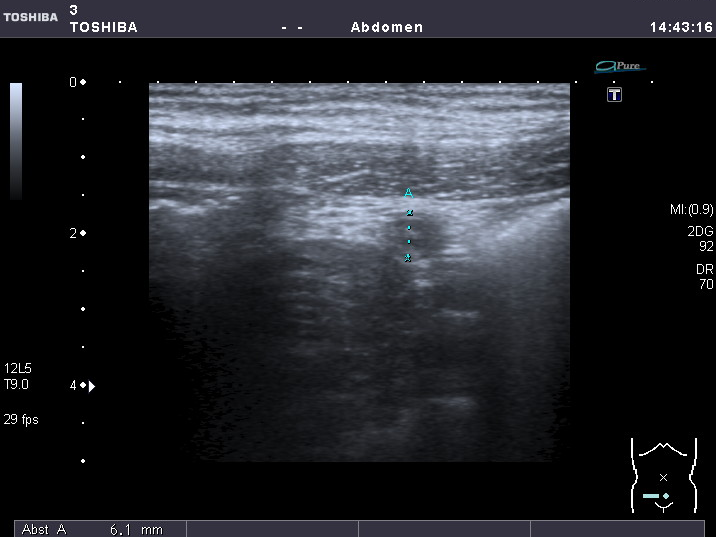 TOSHIBA
3
TOSHIBA - - Abdomen 14:43:16
0
aPure
T
A
2
MI:(0.9)
2DG
92
DR
70
12L5
T9.0
4
29 fps
Abst A 6.1 mm